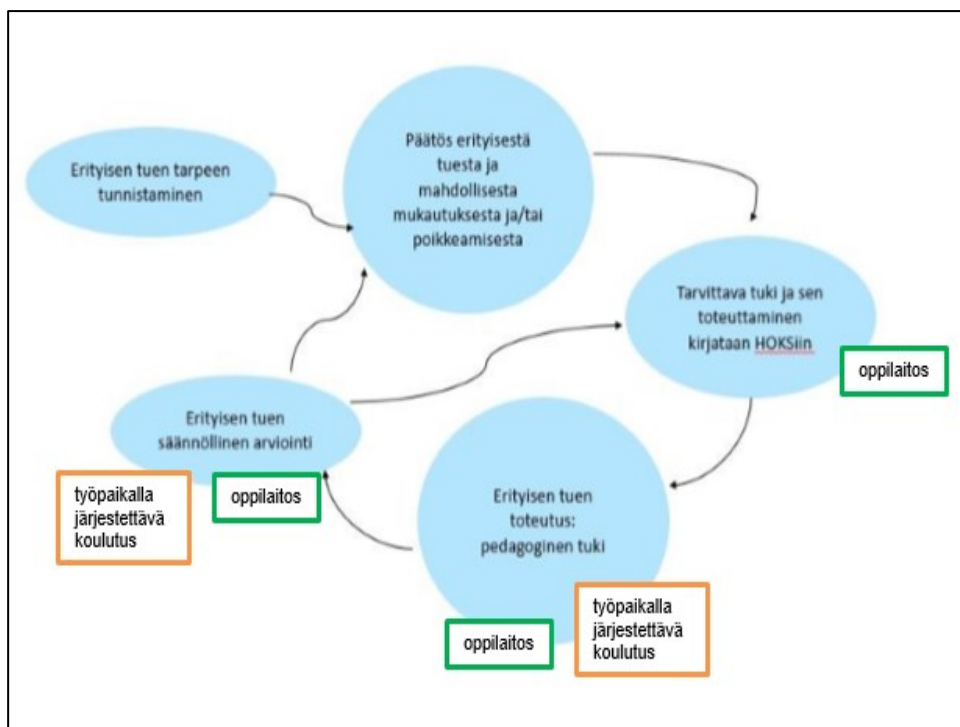 Erityisen tuen tarpeen
tunnistaminen
Päätös erityisestä
tuesta ja
mahdollisesta
mukautuksesta ja/tai
poikkeamisesta
Tarvittava tuki ja sen
toteuttaminen
kirjataan HOKSiin
oppilaitos
Erityisen tuen
säännöllinen arviointi
työpaikalla
järjestettävä
koulutus
oppilaitos
Erityisen tuen
toteutus:
pedagoginen tuki
oppilaitos
työpaikalla
järjestettävä
koulutus